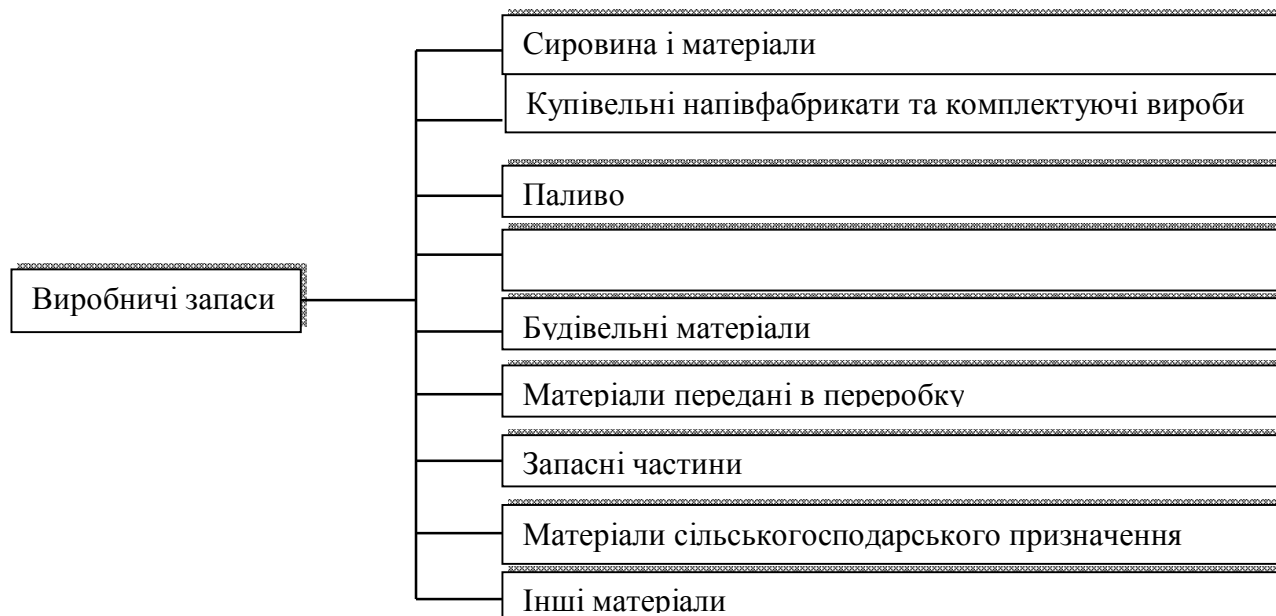 Сировина і матеріали
Купівельні напівфабрикати та комплектуючі вироби
Паливо
Виробничі запаси
Будівельні матеріали
Матеріали передані в переробку
Запасні частини
Матеріали сільськогосподарського призначення
Інші матеріали